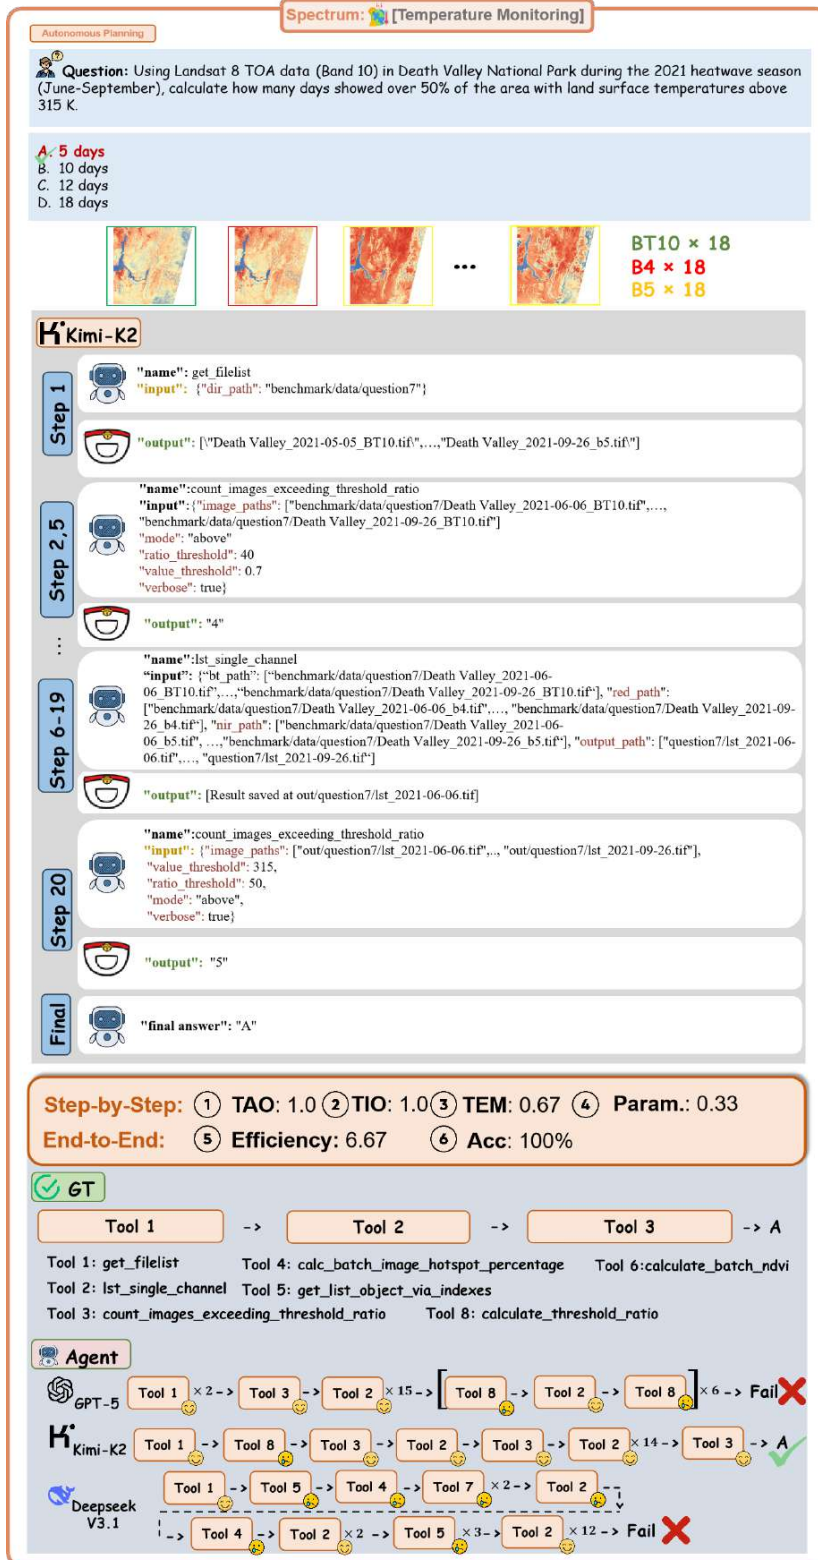 Spectrum: [Temperature Monitoring]
Autonomous Planning
Question: Using Landsat 8 TOA data (Band 10) in Death Valley National Park during the 2021 heatwave season
(June-September), calculate how many days showed over 50% of the area with land surface temperatures above
315 K.
A. 5 days
B. 10 days
C. 12 days
D. 18 days
...
BT10 × 18
B4 × 18
B5 × 18
Kimi-K2
Step 1
"name": get_filelist
"input": {"dir_path": "benchmark/data/question7"}
"output": [\"Death Valley_2021-05-05_BT10.tif\",…,"Death Valley_2021-09-26_b5.tif\"]
Step 2,5
"name":count_images_exceeding_threshold_ratio
"input":{"image_paths": ["benchmark/data/question7/Death Valley_2021-06-06_BT10.tif",…,
"benchmark/data/question7/Death Valley_2021-09-26_BT10.tif"]
"mode": "above"
"ratio_threshold": 40
"value_threshold": 0.7
"verbose": true}
"output": "4"
...
Step 6-19
"name":lst_single_channel
“input”: {“bt_path”: [“benchmark/data/question7/Death Valley_2021-06-
06_BT10.tif",…,“benchmark/data/question7/Death Valley_2021-09-26_BT10.tif“], "red_path":
["benchmark/data/question7/Death Valley_2021-06-06_b4.tif",…, "benchmark/data/question7/Death Valley_2021-09-
26_b4.tif“], "nir_path": ["benchmark/data/question7/Death Valley_2021-06-
06_b5.tif", …,"benchmark/data/question7/Death Valley_2021-09-26_b5.tif“], "output_path": ["question7/lst_2021-06-
06.tif",…, "question7/lst_2021-09-26.tif“]
"output": [Result saved at out/question7/lst_2021-06-06.tif]
Step 20
"name":count_images_exceeding_threshold_ratio
"input": {"image_paths": ["out/question7/lst_2021-06-06.tif",.., "out/question7/lst_2021-09-26.tif"],
"value_threshold": 315,
"ratio_threshold": 50,
"mode": "above",
"verbose": true}
"output": "5"
Final
"final answer": "A"
Step-by-Step: ① TAO: 1.0 ② TIO: 1.0 ③ TEM: 0.67 ④ Param.: 0.33
End-to-End: ⑤ Efficiency: 6.67 ⑥ Acc: 100%
GT
Tool 1 -> Tool 2 -> Tool 3 -> A
Tool 1: get_filelist Tool 4: calc_batch_image_hotspot_percentage Tool 6:calculate_batch_ndvi
Tool 2: lst_single_channel Tool 5: get_list_object_via_indexes
Tool 3: count_images_exceeding_threshold_ratio Tool 8: calculate_threshold_ratio
Agent
GPT-5 Tool 1 × 2 -> Tool 3 -> Tool 2 × 15 -> [Tool 8 -> Tool 2 -> Tool 8] × 6 -> Fail
Kimi-K2 Tool 1 -> Tool 8 -> Tool 3 -> Tool 2 -> Tool 3 -> Tool 2 × 14 -> Tool 3 -> A
Deepseek V3.1 Tool 1 -> Tool 5 -> Tool 4 -> Tool 7 × 2 -> Tool 2
-> Tool 4 -> Tool 2 × 2 -> Tool 5 × 3 -> Tool 2 × 12 -> Fail